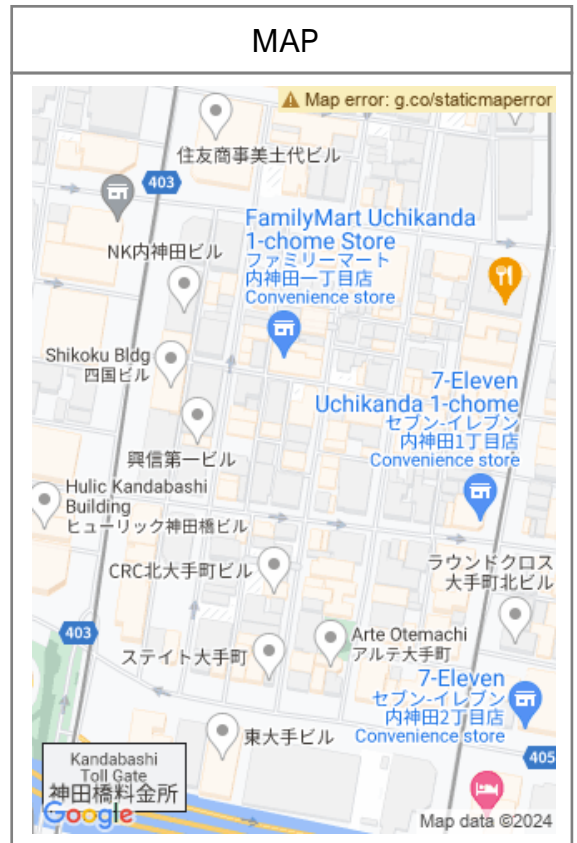 MAP
Map error: g.co/staticmaperror
住友商事美土代ビル
403
FamilyMart Uchikanda
1-chome Store
ファミリーマート
内神田一丁目店
Convenience store
NK内神田ビル
Shikoku Bldg
四国ビル
7-Eleven
Uchikanda 1-chome
セブン-イレブン
内神田1丁目店
Convenience store
興信第一ビル
Hulic Kandabashi
Building
ヒューリック神田橋ビル
CRC北大手町ビル
ラウンドクロス
大手町北ビル
403
Arte Otemachi
アルテ大手町
ステイト大手町
7-Eleven
セブン-イレブン
内神田2丁目店
Convenience store
東大手ビル
405
Kandabashi
Toll Gate
神田橋料金所
Google
Map data ©2024